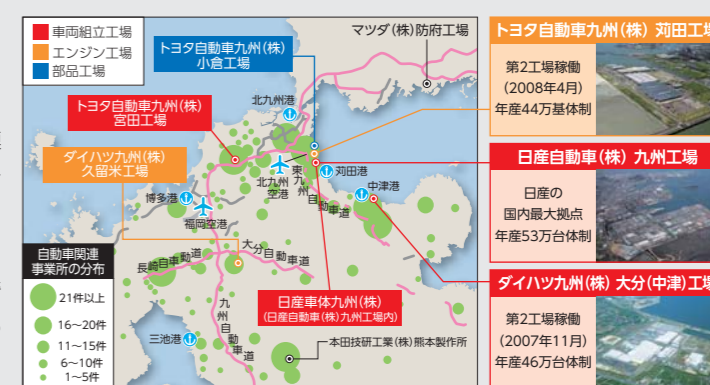 車両組立工場
エンジン工場
部品工場
トヨタ自動車九州(株)
小倉工場
マツダ(株)防府工場
トヨタ自動車九州(株)
宮田工場
北九州港
ダイハツ九州(株)
久留米工場
博多港
福岡空港
北九州
空港
東九州自動車道
苅田港
中津港
大分自動車道
長崎自動車道
九州自動車道
三池港
日産車体九州(株)
(日産自動車(株)九州工場内)
本田技研工業(株)熊本製作所
自動車関連
事業所の分布
21件以上
16〜20件
11〜15件
6〜10件
1〜5件
トヨタ自動車九州(株) 苅田工場
第2工場稼働
(2008年4月)
年産44万基体制
日産自動車(株) 九州工場
日産の
国内最大拠点
年産53万台体制
ダイハツ九州(株) 大分(中津)工場
第2工場稼働
(2007年11月)
年産46万台体制